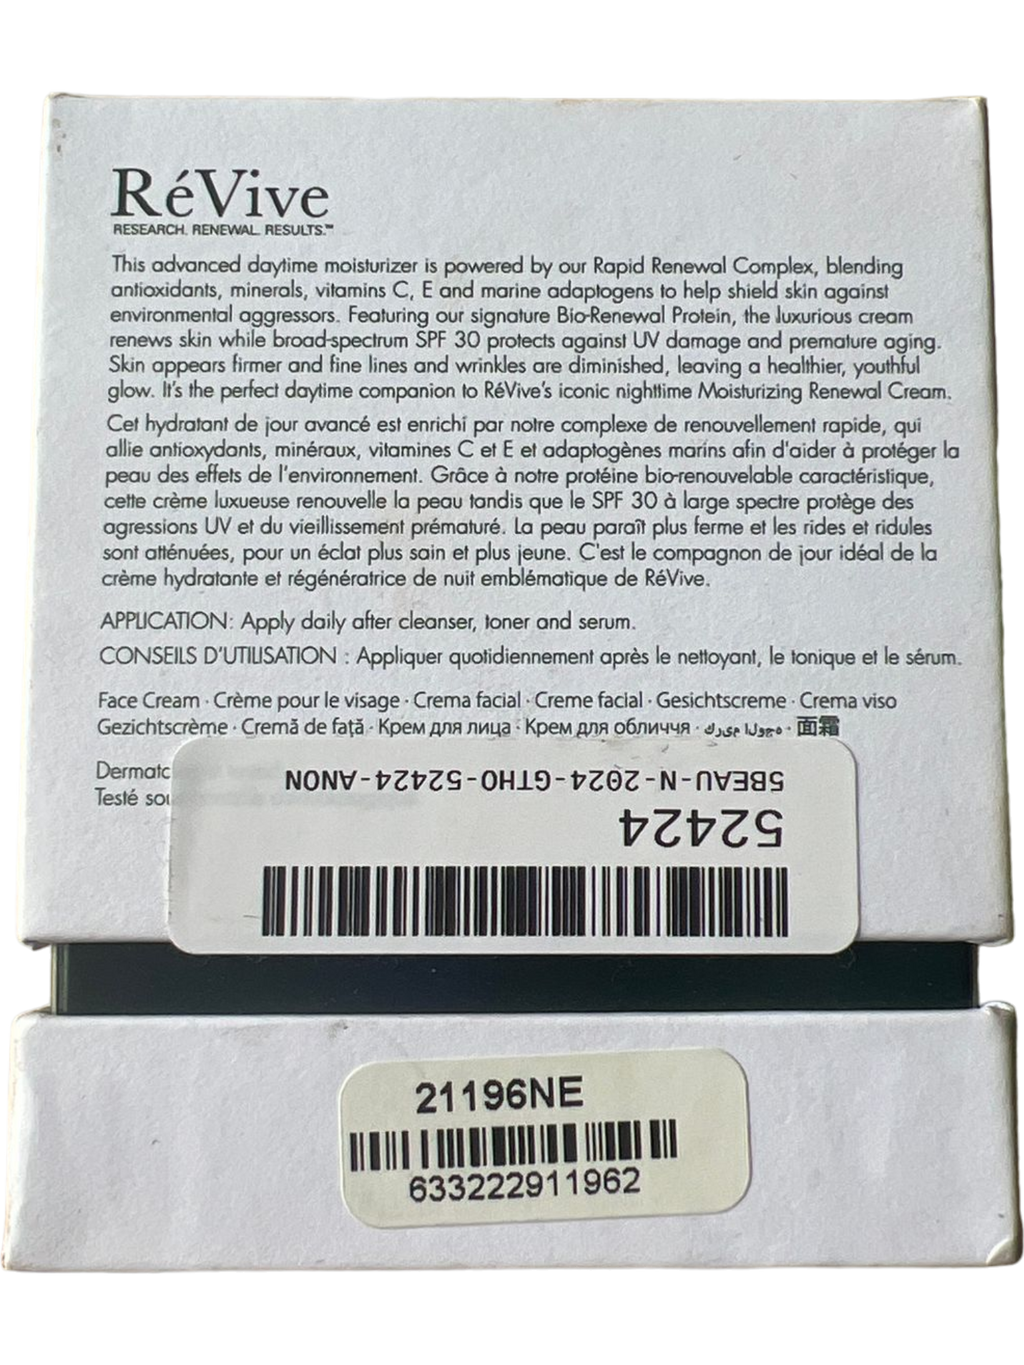 RéVive
RESEARCH. RENEWAL. RESULTS.™
This advanced daytime moisturizer is powered by our Rapid Renewal Complex, blending
antioxidants, minerals, vitamins C, E and marine adaptogens to help shield skin against
environmental aggressors. Featuring our signature Bio-Renewal Protein, the luxurious cream
renews skin while broad-spectrum SPF 30 protects against UV damage and premature aging.
Skin appears firmer and fine lines and wrinkles are diminished, leaving a healthier, youthful
glow. It's the perfect daytime companion to RéVive's iconic nighttime Moisturizing Renewal Cream.
Cet hydratant de jour avancé est enrichi par notre complexe de renouvellement rapide, qui
allie antioxydants, minéraux, vitamines C et E et adaptogènes marins afin d'aider à protéger la
peau des effets de l'environnement. Grâce à notre protéine bio-renouvelable caractéristique,
cette crème luxueuse renouvelle la peau tandis que le SPF 30 à large spectre protège des
agressions UV et du vieillissement prématuré. La peau paraît plus ferme et les rides et ridules
sont atténuées, pour un éclat plus sain et plus jeune. C'est le compagnon de jour idéal de la
crème hydratante et régénératrice de nuit emblématique de RéVive.
APPLICATION: Apply daily after cleanser, toner and serum.
CONSEILS D'UTILISATION : Appliquer quotidiennement après le nettoyant, le tonique et le sérum.
Face Cream · Crème pour le visage · Crema facial · Creme facial · Gesichtscreme · Crema viso
Gezichtscrème · Cremă de față · Крем для лица · Крем для обличчя · كريم الوجه · 面霜
Dermatc
Testé sou
5BEAU-N-2024-GTHO-52424-ANON
52424
21196NE
633222911962